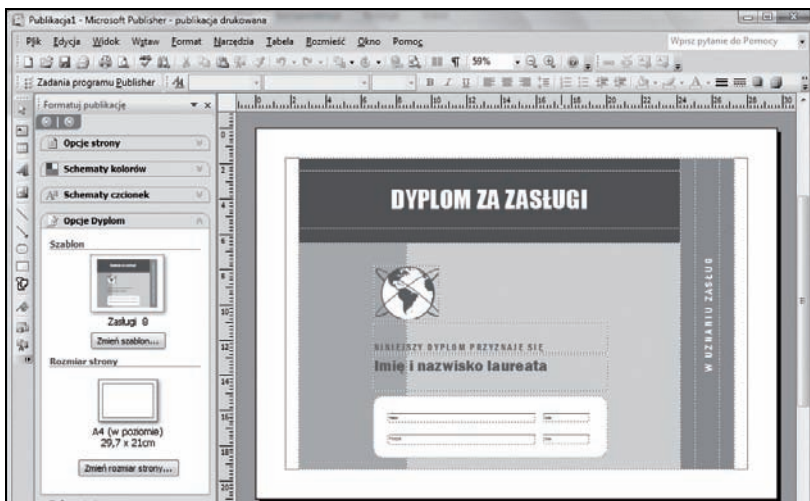 Publikacja1 - Microsoft Publisher - publikacja drukowana
Plik Edycja Widok Wstaw Format Narzędzia Tabela Rozmieść Okno Pomoc
Wpisz pytanie do Pomocy
59%
Zadania programu Publisher
Formatuj publikację
Opcje strony
Schematy kolorów
Schematy czcionek
Opcje Dyplom
Szablon
Zasługi 8
Zmień szablon...
Rozmiar strony
A4 (w poziomie)
29,7 x 21cm
Zmień rozmiar strony...
DYPLOM ZA ZASŁUGI
NINIEJSZY DYPLOM PRZYZNAJE SIĘ
Imię i nazwisko laureata
W UZNANIU ZASŁUG